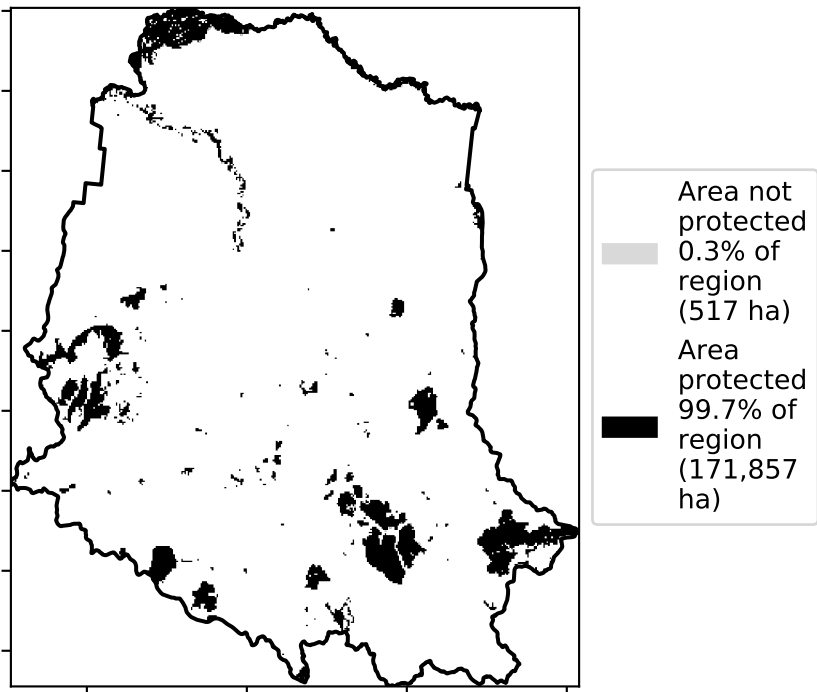 Area not
protected
0.3% of
region
(517 ha)
Area
protected
99.7% of
region
(171,857
ha)